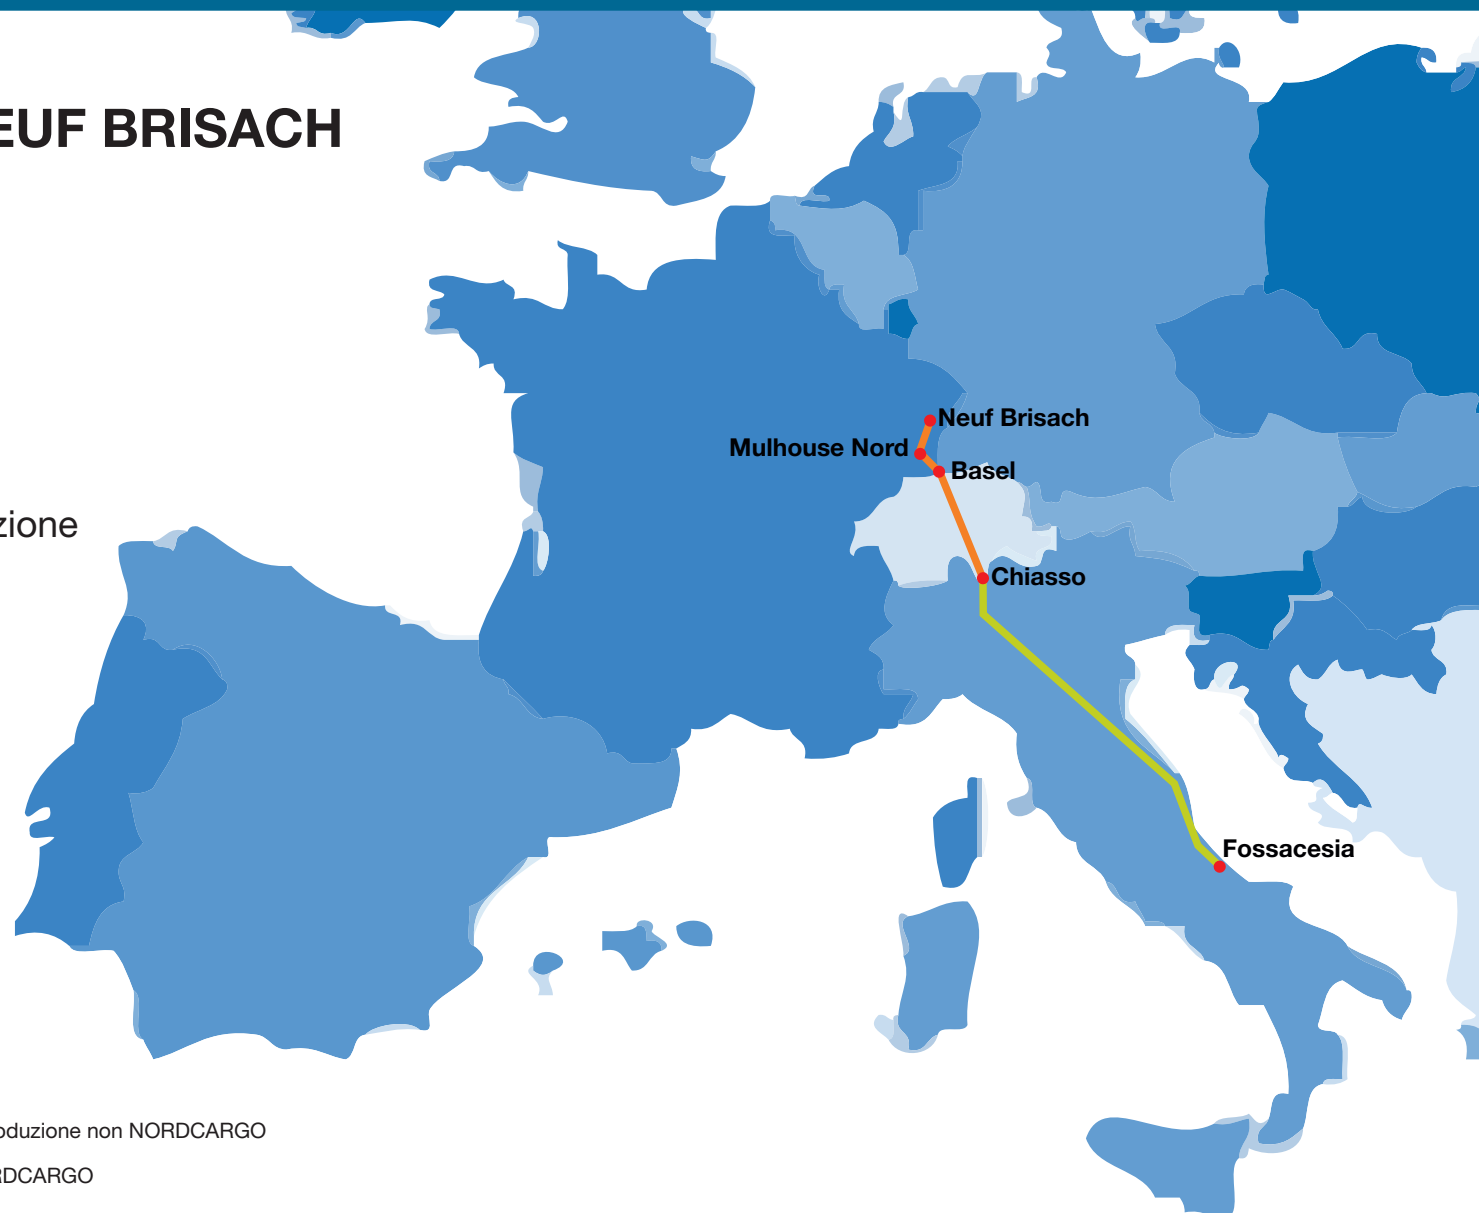 EUF BRISACH
Neuf Brisach
Mulhouse Nord
Basel
zione
Chiasso
Fossacesia
oduzione non NORDCARGO
RDCARGO